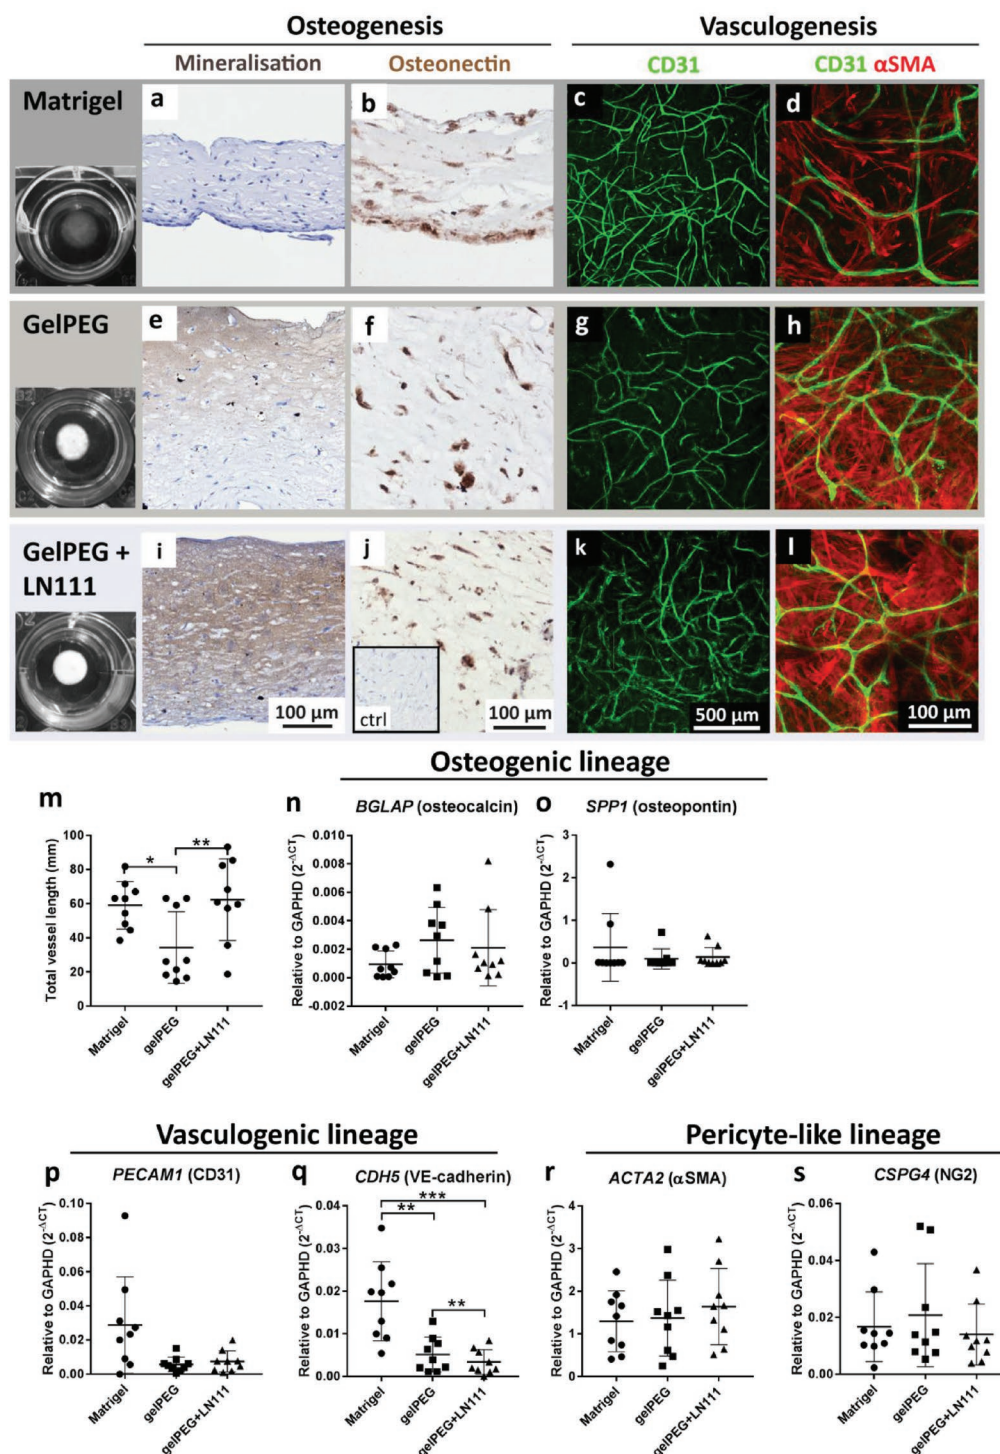 Osteogenesis
Vasculogenesis
Mineralisation
Osteonectin
CD31
CD31 αSMA
Matrigel
a
b
c
d
GelPEG
e
f
g
h
GelPEG +
LN111
i
j
k
l
ctrl
100 µm
100 µm
500 µm
100 µm
Osteogenic lineage
m
Total vessel length (mm)
100
80
60
40
20
0
*
**
Matrigel
gelPEG
gelPEG+LN111
n
BGLAP (osteocalcin)
Relative to GAPHD (2^-ΔCT)
0.010
0.008
0.006
0.004
0.002
0.000
-0.002
Matrigel
gelPEG
gelPEG+LN111
o
SPP1 (osteopontin)
Relative to GAPHD (2^-ΔCT)
3
2
1
0
-1
Matrigel
gelPEG
gelPEG+LN111
Vasculogenic lineage
Pericyte-like lineage
p
PECAM1 (CD31)
Relative to GAPHD (2^-ΔCT)
0.10
0.08
0.06
0.04
0.02
0.00
Matrigel
gelPEG
gelPEG+LN111
q
CDH5 (VE-cadherin)
Relative to GAPHD (2^-ΔCT)
0.04
0.03
0.02
0.01
0.00
***
**
**
Matrigel
gelPEG
gelPEG+LN111
r
ACTA2 (αSMA)
Relative to GAPHD (2^-ΔCT)
4
3
2
1
0
Matrigel
gelPEG
gelPEG+LN111
s
CSPG4 (NG2)
Relative to GAPHD (2^-ΔCT)
0.06
0.04
0.02
0.00
Matrigel
gelPEG
gelPEG+LN111